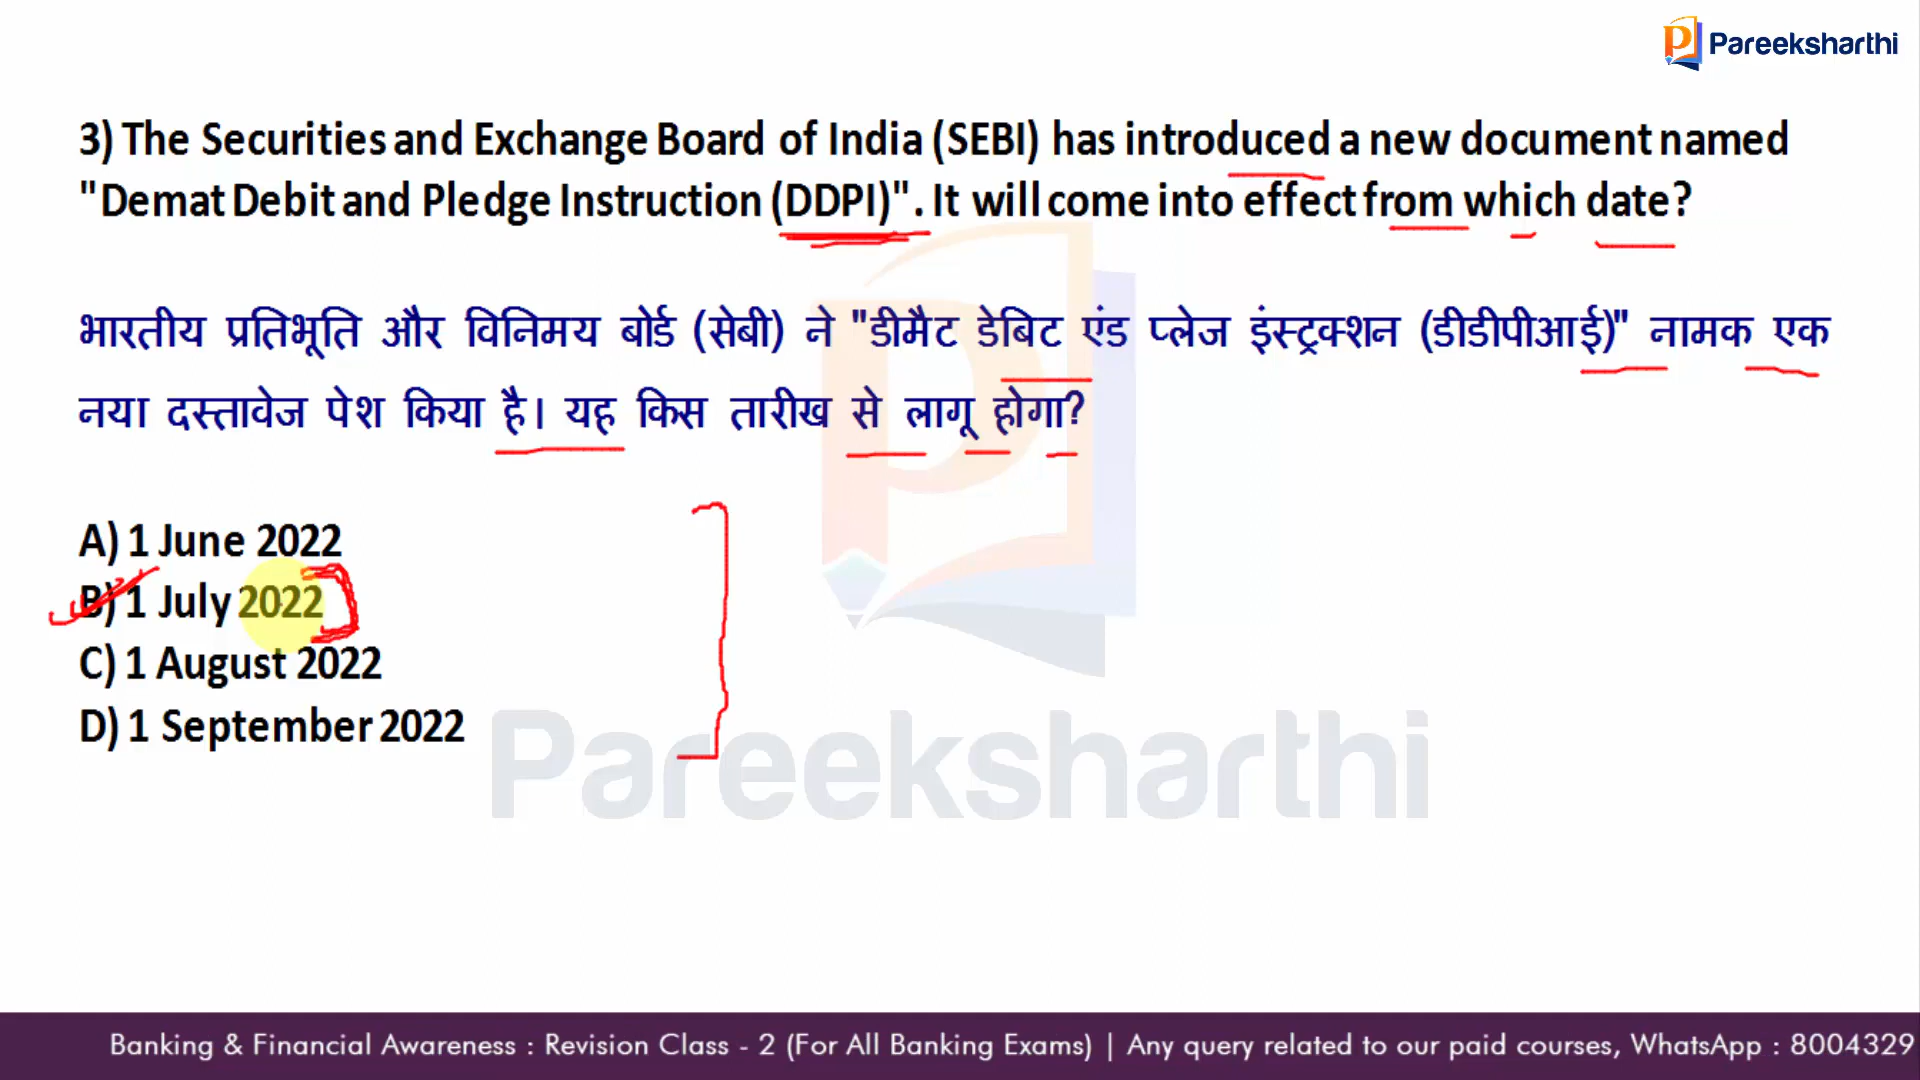 Pareeksharthi
3) The Securities and Exchange Board of India (SEBI) has introduced a new document named
"Demat Debit and Pledge Instruction (DDPI)". It will come into effect from which date?
भारतीय प्रतिभूति और विनिमय बोर्ड (सेबी) ने "डीमैट डेबिट एंड प्लेज इंस्ट्रक्शन (डीडीपीआई)" नामक एक
नया दस्तावेज पेश किया है। यह किस तारीख से लागू होगा?
A) 1 June 2022
B) 1 July 2022
C) 1 August 2022
D) 1 September 2022
Pareeksharthi
Banking & Financial Awareness : Revision Class - 2 (For All Banking Exams) | Any query related to our paid courses, WhatsApp : 8004329